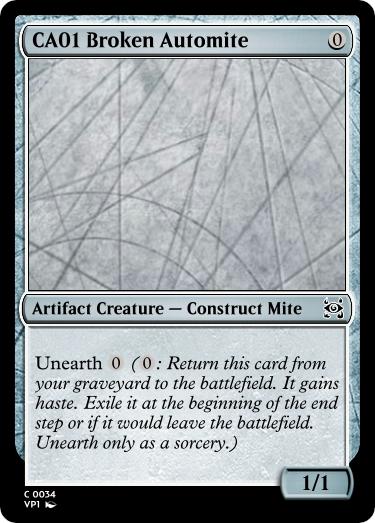 CA01 Broken Automite 0
Artifact Creature — Construct Mite
Unearth 0 (0: Return this card from
your graveyard to the battlefield. It gains
haste. Exile it at the beginning of the end
step or if it would leave the battlefield.
Unearth only as a sorcery.)
1/1
C 0034
VP1